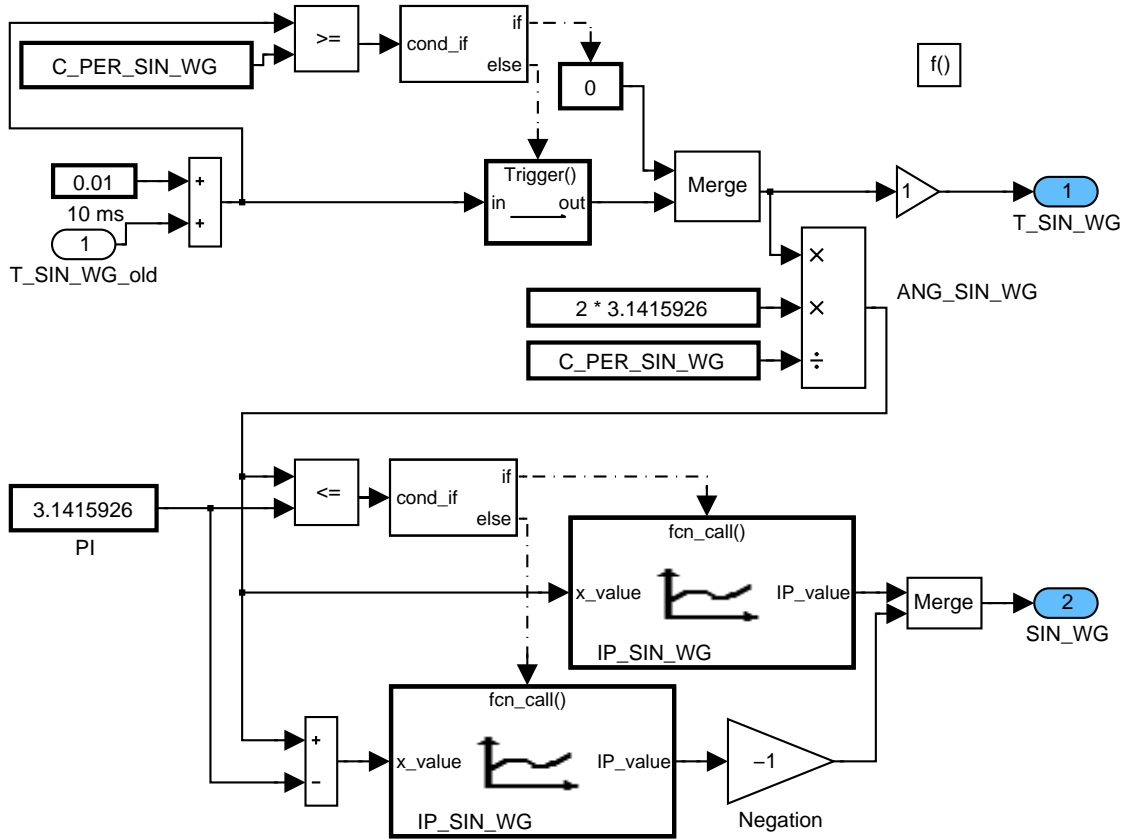 if
>=
cond_if
C_PER_SIN_WG
else
0
f()
0.01
+
10 ms
+
1
T_SIN_WG_old
Trigger()
in
out
Merge
1
1
T_SIN_WG
×
2 * 3.1415926
×
ANG_SIN_WG
C_PER_SIN_WG
÷
if
<=
cond_if
else
3.1415926
PI
fcn_call()
x_value
IP_value
IP_SIN_WG
Merge
2
SIN_WG
fcn_call()
+
−
x_value
IP_value
IP_SIN_WG
−1
Negation